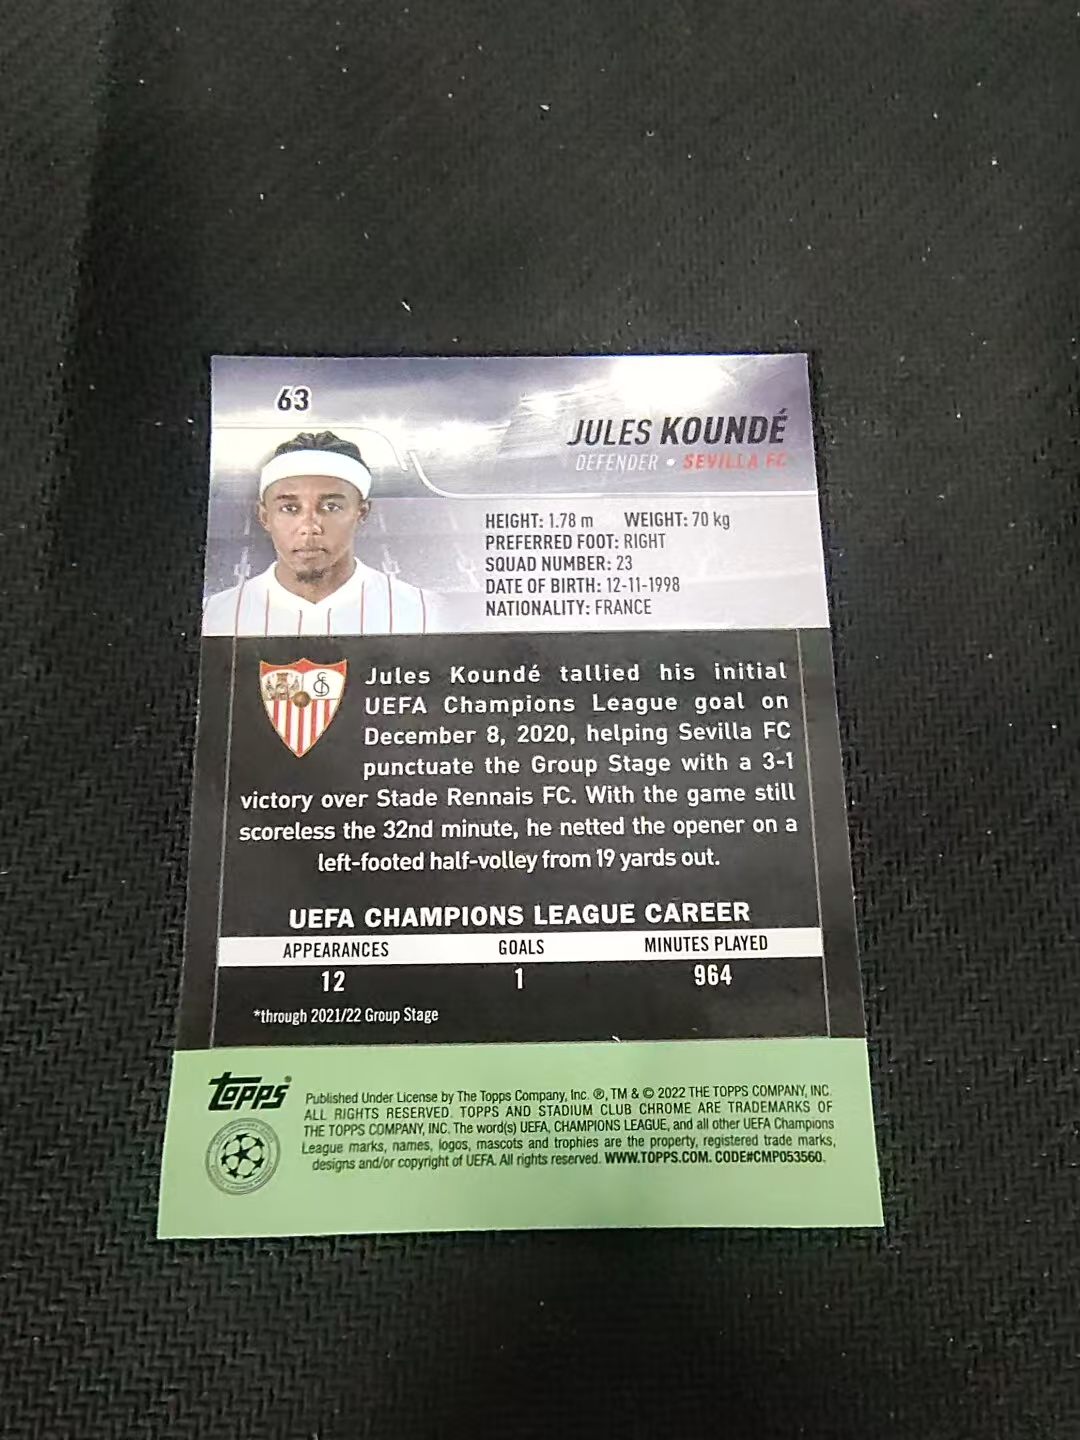 63
JULES KOUNDÉ
DEFENDER • SEVILLA FC
HEIGHT: 1.78 m WEIGHT: 70 kg
PREFERRED FOOT: RIGHT
SQUAD NUMBER: 23
DATE OF BIRTH: 12-11-1998
NATIONALITY: FRANCE
Jules Koundé tallied his initial
UEFA Champions League goal on
December 8, 2020, helping Sevilla FC
punctuate the Group Stage with a 3-1
victory over Stade Rennais FC. With the game still
scoreless the 32nd minute, he netted the opener on a
left-footed half-volley from 19 yards out.
UEFA CHAMPIONS LEAGUE CAREER
APPEARANCES GOALS MINUTES PLAYED
12 1 964
*through 2021/22 Group Stage
topps®
Published Under License by The Topps Company, Inc. ®, TM & © 2022 THE TOPPS COMPANY, INC.
ALL RIGHTS RESERVED. TOPPS AND STADIUM CLUB CHROME ARE TRADEMARKS OF
THE TOPPS COMPANY, INC. The word(s) UEFA, CHAMPIONS LEAGUE, and all other UEFA Champions
League marks, names, logos, mascots and trophies are the property, registered trade marks,
designs and/or copyright of UEFA. All rights reserved. WWW.TOPPS.COM. CODE#CMP053560.